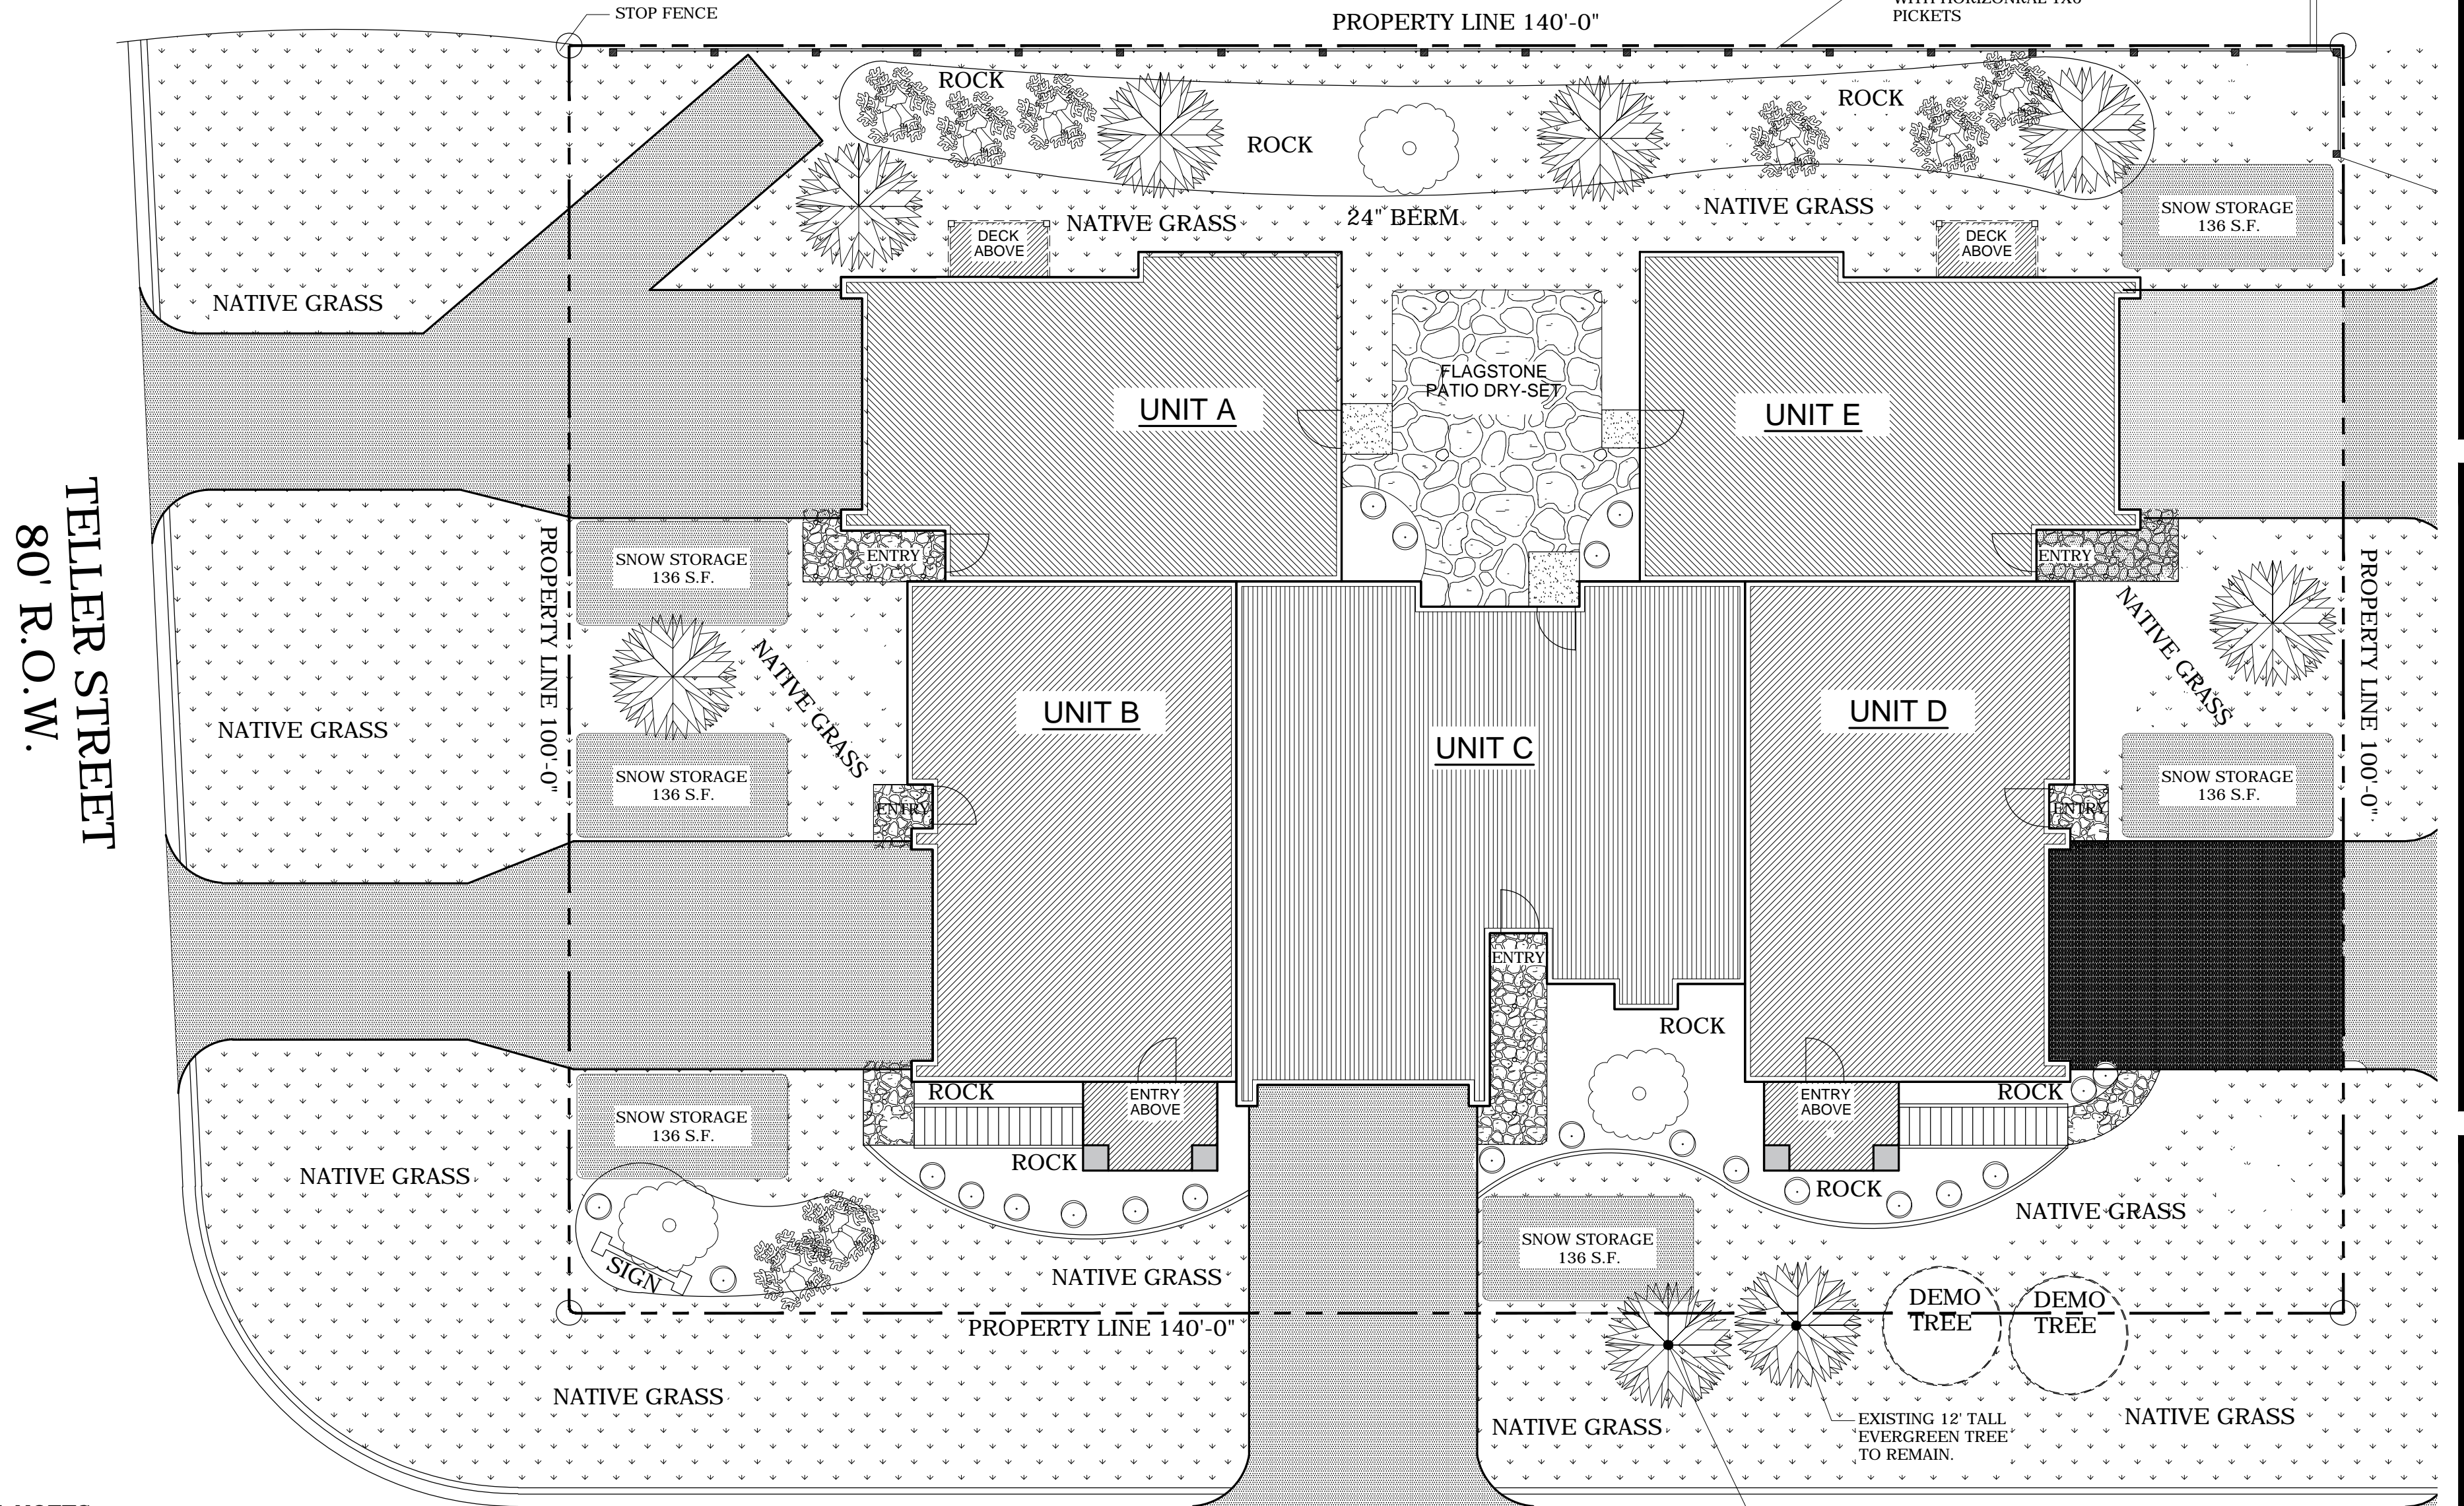 STOP FENCE
PROPERTY LINE 140'-0"
WITH HORIZONRAL 1X6
PICKETS
ROCK
ROCK
ROCK
NATIVE GRASS
24" BERM
NATIVE GRASS
SNOW STORAGE
136 S.F.
DECK
ABOVE
DECK
ABOVE
NATIVE GRASS
FLAGSTONE
PATIO DRY-SET
UNIT A
UNIT E
TELLER STREET
80' R.O.W.
PROPERTY LINE 100'-0"
SNOW STORAGE
136 S.F.
ENTRY
ENTRY
PROPERTY LINE 100'-0"
NATIVE GRASS
NATIVE GRASS
NATIVE GRASS
UNIT B
UNIT C
UNIT D
SNOW STORAGE
136 S.F.
SNOW STORAGE
136 S.F.
ENTRY
ENTRY
ENTRY
ROCK
ROCK
ENTRY
ABOVE
ENTRY
ABOVE
ROCK
SNOW STORAGE
136 S.F.
ROCK
ROCK
NATIVE GRASS
NATIVE GRASS
SNOW STORAGE
136 S.F.
SIGN
NATIVE GRASS
DEMO
TREE
DEMO
TREE
PROPERTY LINE 140'-0"
NATIVE GRASS
NATIVE GRASS
EXISTING 12' TALL
EVERGREEN TREE
TO REMAIN.
NATIVE GRASS